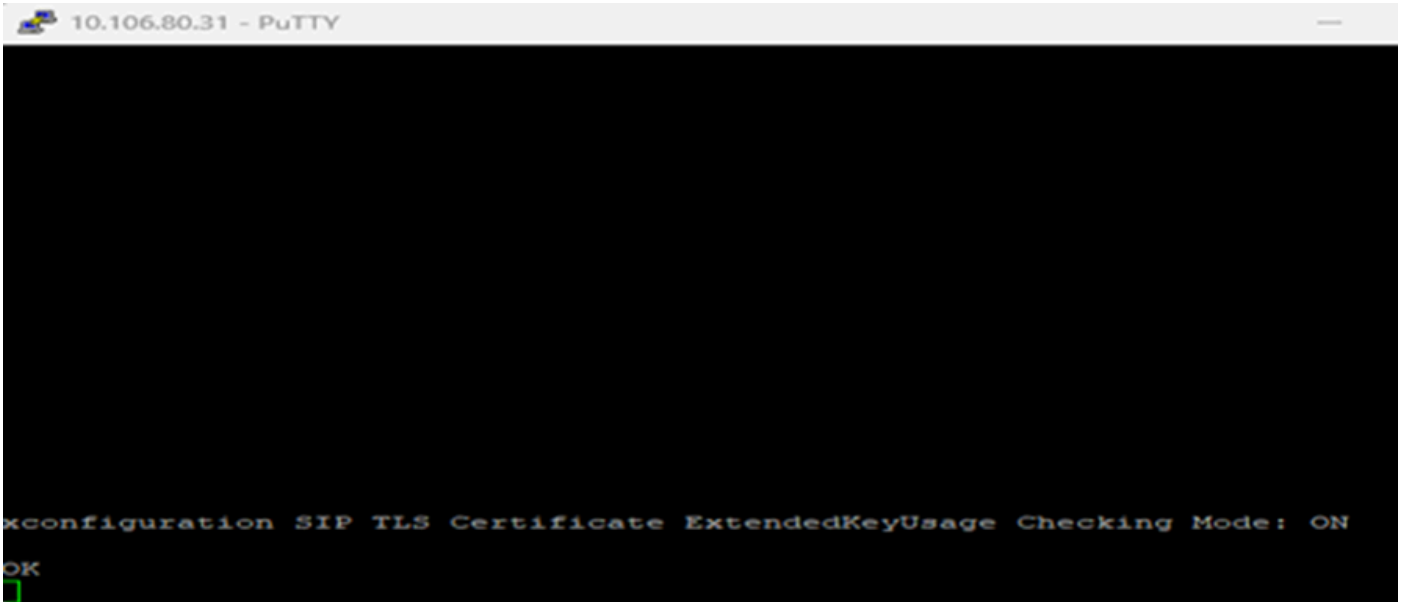 10.106.80.31 - PuTTY
xconfiguration SIP TLS Certificate ExtendedKeyUsage Checking Mode: ON
OK